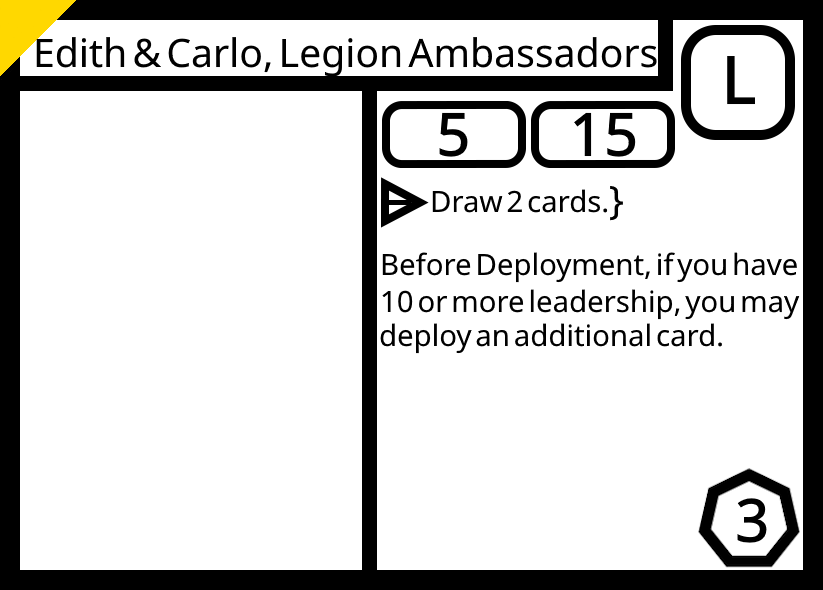 Edith & Carlo, Legion Ambassadors
L
5 15
Draw 2 cards.}
Before Deployment, if you have
10 or more leadership, you may
deploy an additional card.
3